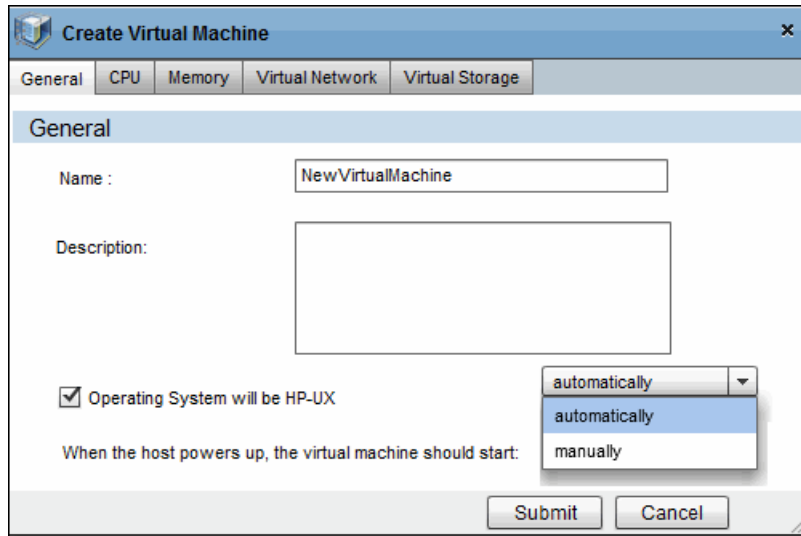 Create Virtual Machine
General CPU Memory Virtual Network Virtual Storage
General
Name : NewVirtualMachine
Description:
Operating System will be HP-UX
automatically
automatically
When the host powers up, the virtual machine should start: manually
Submit Cancel